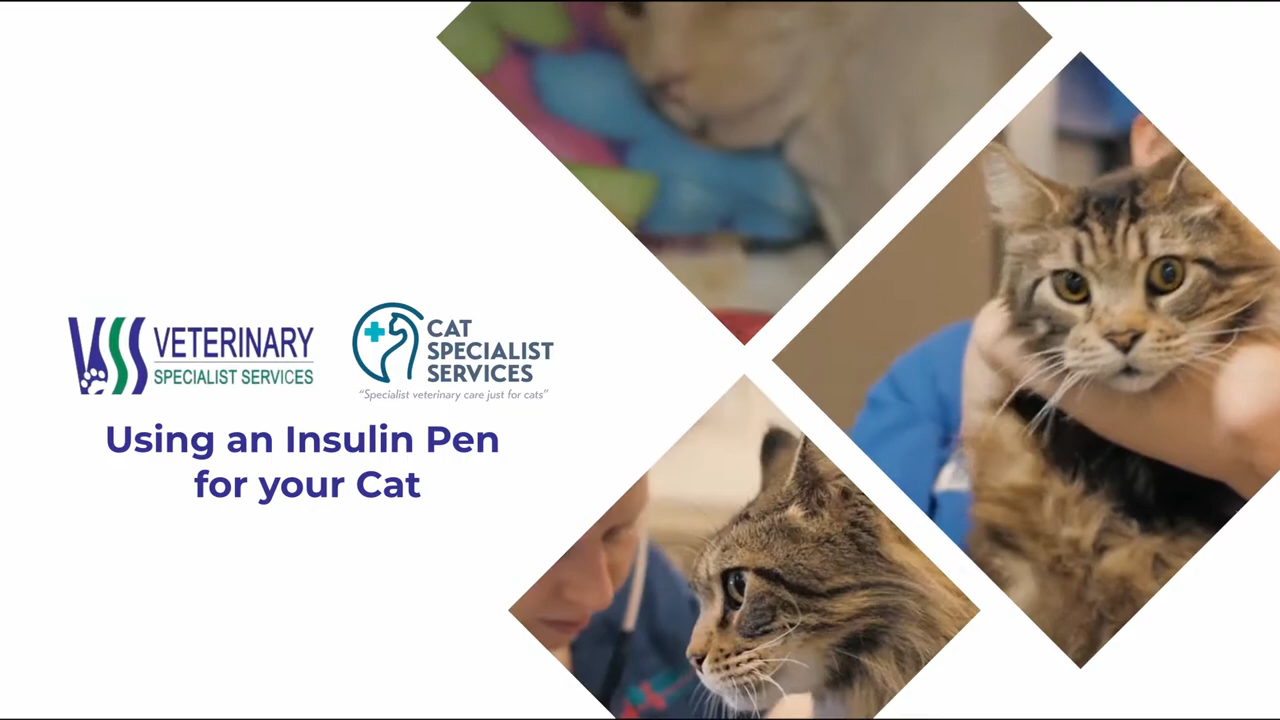 VSS VETERINARY
SPECIALIST SERVICES
CAT
SPECIALIST
SERVICES
"Specialist veterinary care just for cats"
Using an Insulin Pen
for your Cat